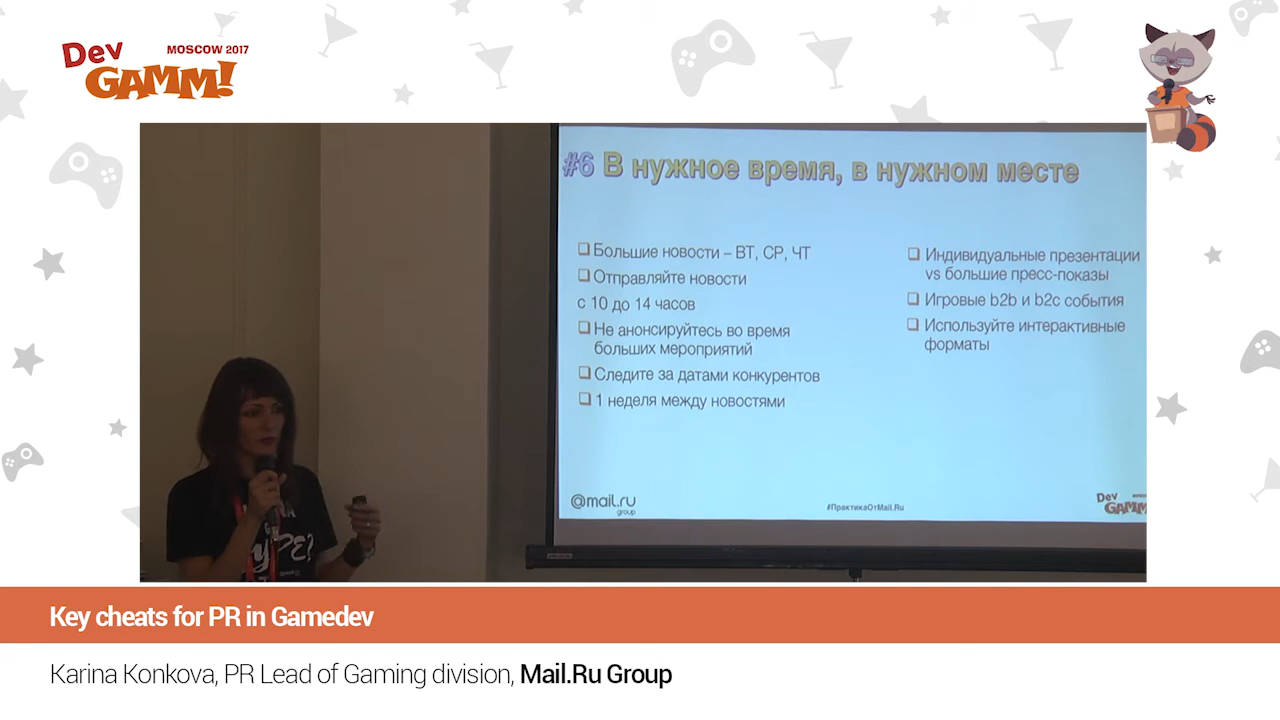 Dev
GAMM!
MOSCOW 2017
#6 В нужное время, в нужном месте
Большие новости – ВТ, СР, ЧТ
Отправляйте новости
с 10 до 14 часов
Не анонсируйтесь во время
больших мероприятий
Следите за датами конкурентов
1 неделя между новостями
Индивидуальные презентации
vs большие пресс-показы
Игровые b2b и b2c события
Используйте интерактивные
форматы
@mail.ru
group
#ПрактикаОтMail.Ru
Dev
GAMM
HYPE?
Key cheats for PR in Gamedev
Karina Konkova, PR Lead of Gaming division, Mail.Ru Group